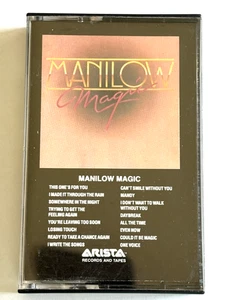 MANILOW
Magic
MANILOW MAGIC
THIS ONE'S FOR YOU
I MADE IT THROUGH THE RAIN
SOMEWHERE IN THE NIGHT
TRYING TO GET THE
FEELING AGAIN
YOU'RE LEAVING TOO SOON
LOSING TOUCH
READY TO TAKE A CHANCE AGAIN
I WRITE THE SONGS
CAN'T SMILE WITHOUT YOU
MANDY
I DON'T WANT TO WALK
WITHOUT YOU
DAYBREAK
ALL THE TIME
EVEN NOW
COULD IT BE MAGIC
ONE VOICE
ARISTA
RECORDS AND TAPES